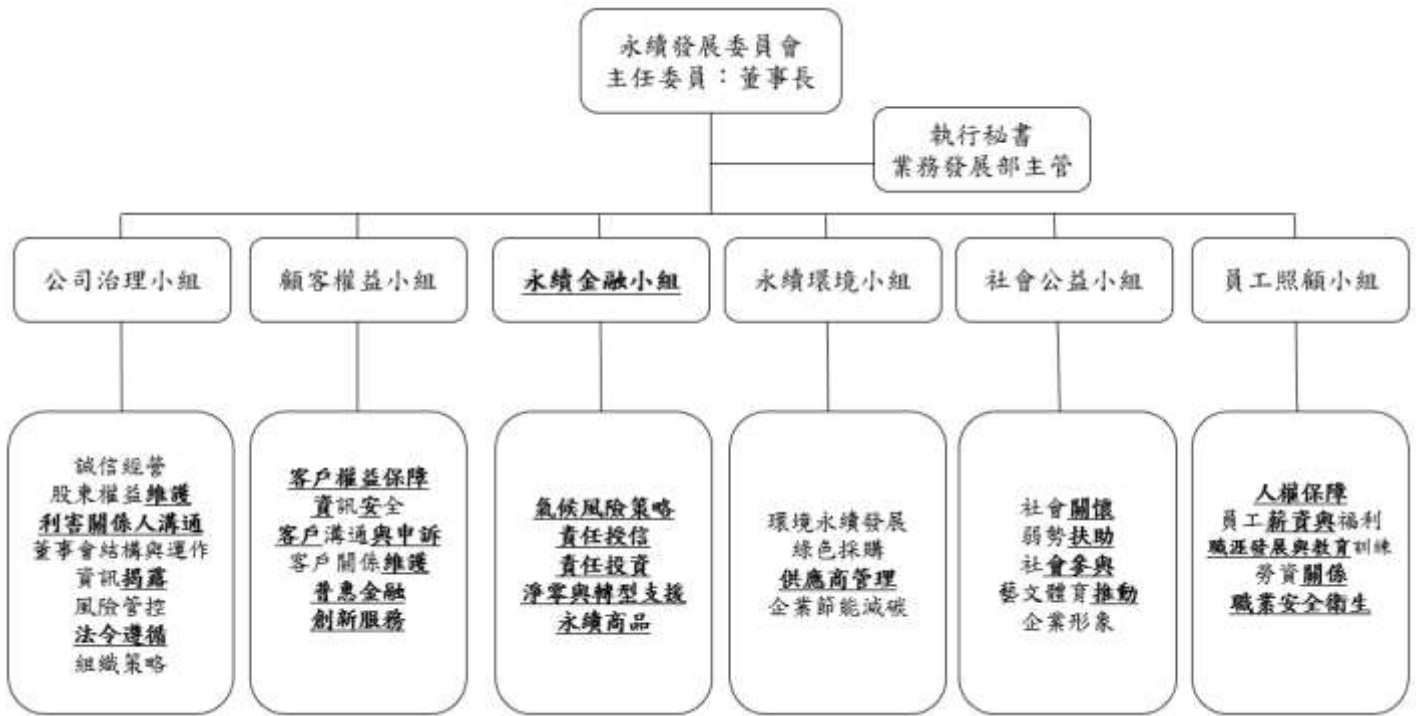 永續發展委員會
主任委員：董事長
執行秘書
業務發展部主管
公司治理小組
顧客權益小組
永續金融小組
永續環境小組
社會公益小組
員工照顧小組
誠信經營
股東權益維護
利害關係人溝通
董事會結構與運作
資訊揭露
風險管控
法令遵循
組織策略
客戶權益保障
資訊安全
客戶溝通與申訴
客戶關係維護
普惠金融
創新服務
氣候風險策略
責任授信
責任投資
淨零與轉型支援
永續商品
環境永續發展
綠色採購
供應商管理
企業節能減碳
社會關懷
弱勢扶助
社會參與
藝文體育推動
企業形象
人權保障
員工薪資與福利
職涯發展與教育訓練
勞資關係
職業安全衛生